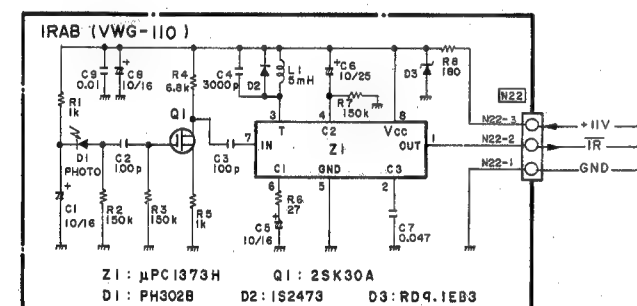 IRAB (VWG-110)
R1
1k
C9
0.01
C8
10/16
R4
6.8k
C4
3000p
D2
L1
5mH
C6
10/25
R7
150k
D3
R8
180
N22
Q1
D1
PHOTO
C2
100p
C3
100p
3
T
4
C2
8
Vcc
7
IN
Z1
OUT
1
C1
6
GND
5
C3
2
N22-3
+11V
N22-2
IR
N22-1
GND
C1
10/16
R2
150k
R3
150k
R5
1k
R6
27
C5
10/16
C7
0.047
Z1: μPC1373H Q1: 2SK30A
D1: PH302B D2: 1S2473 D3: RD9.1EB3